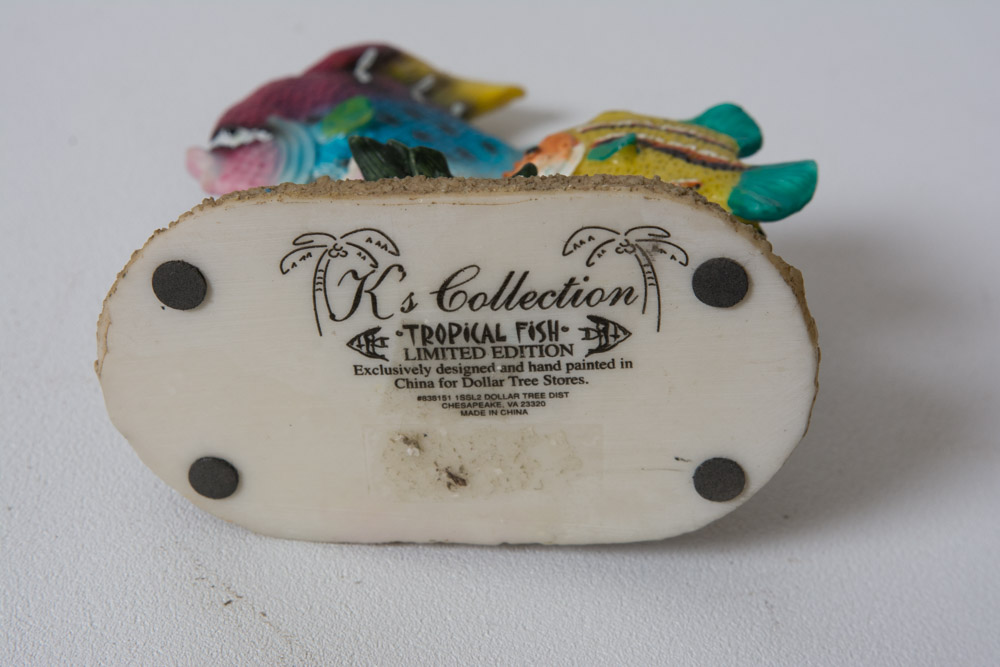 K's Collection
·TROPICAL FISH·
LIMITED EDITION
Exclusively designed and hand painted in
China for Dollar Tree Stores.
#838151 1SSL2 DOLLAR TREE DIST
CHESAPEAKE, VA 23320
MADE IN CHINA